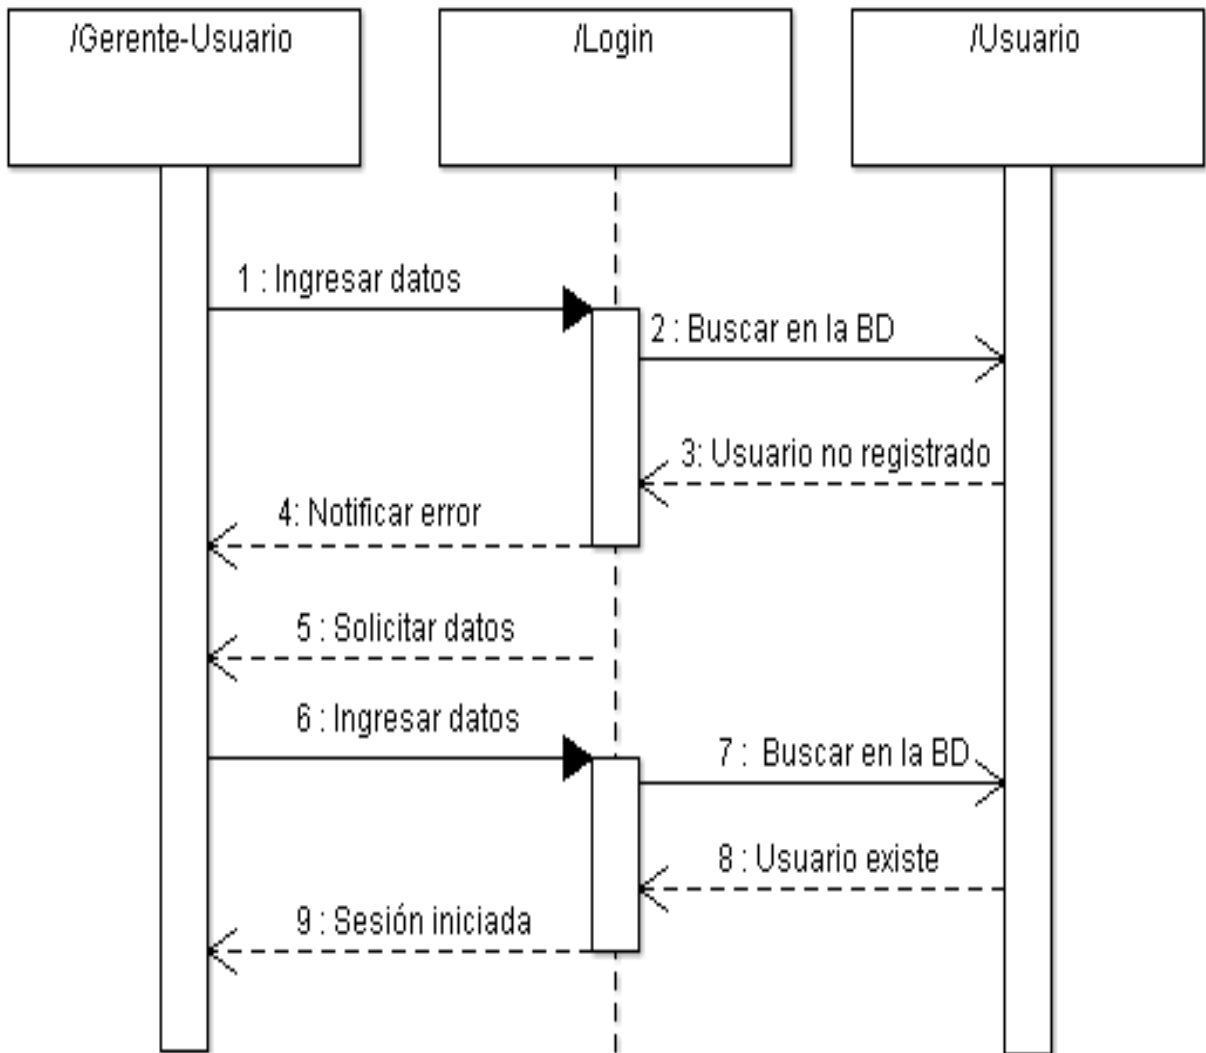 /Gerente-Usuario
/Login
/Usuario
1 : Ingresar datos
2 : Buscar en la BD
3: Usuario no registrado
4: Notificar error
5 : Solicitar datos
6 : Ingresar datos
7 : Buscar en la BD
8 : Usuario existe
9 : Sesión iniciada